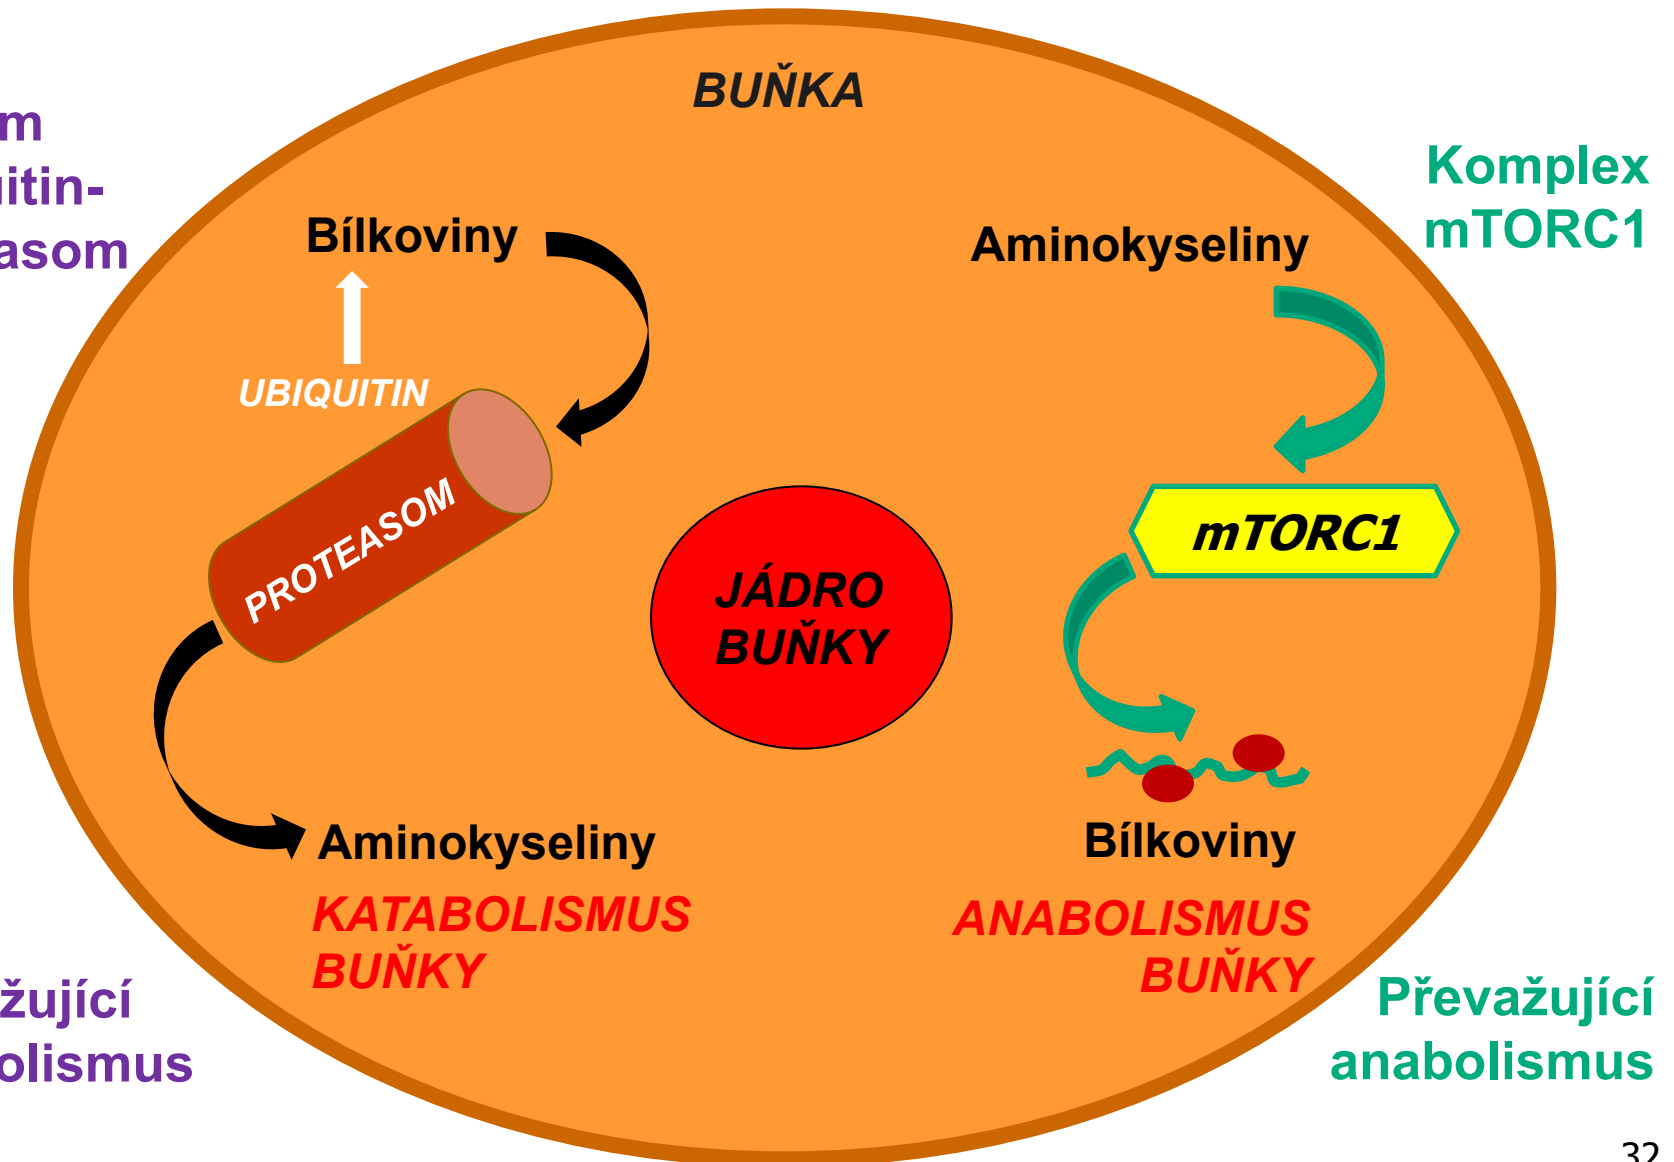 BUŇKA
m
uitin-
asom
Komplex
mTORC1
Bílkoviny
Aminokyseliny
UBIQUITIN
PROTEASOM
mTORC1
JÁDRO
BUŇKY
Aminokyseliny
KATABOLISMUS
BUŇKY
Bílkoviny
ANABOLISMUS
BUŇKY
žující
olismus
Převažující
anabolismus
32